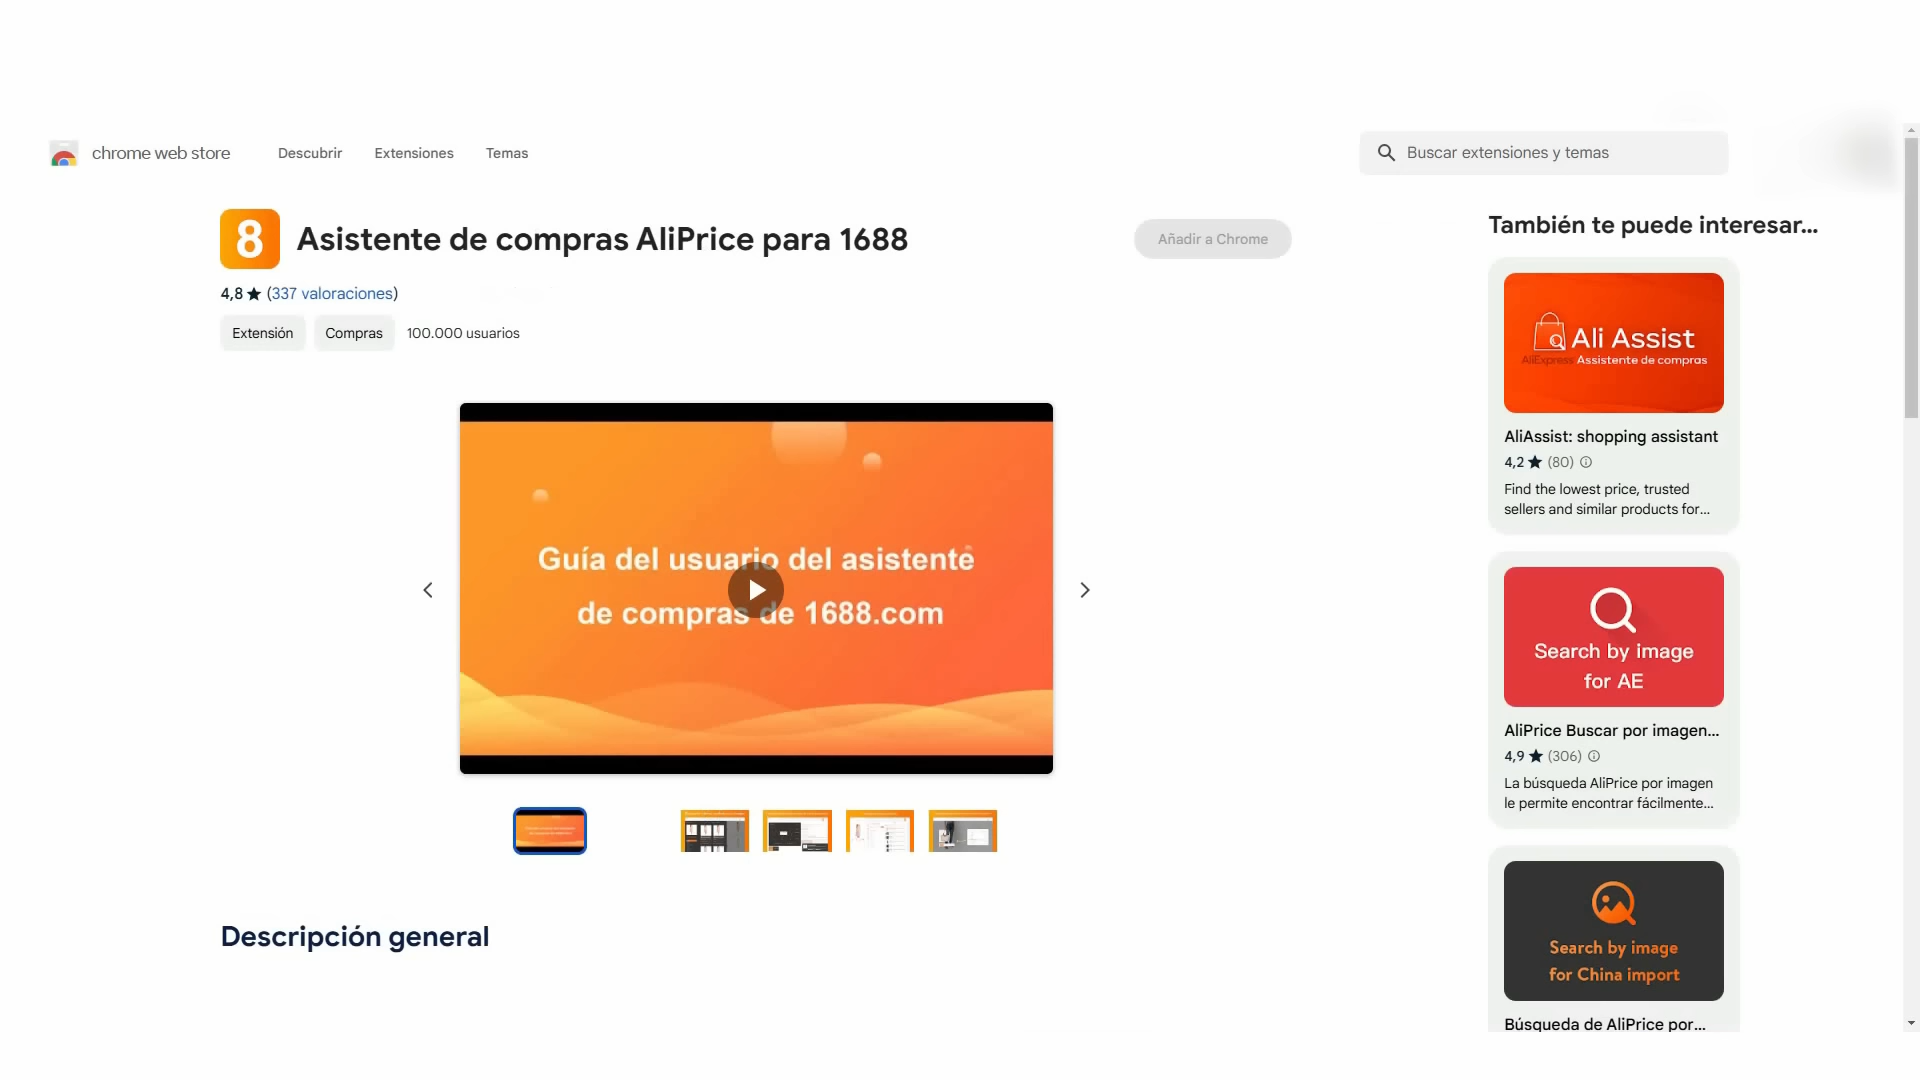 chrome web store
Descubrir
Extensiones
Temas
Buscar extensiones y temas
8
Asistente de compras AliPrice para 1688
Añadir a Chrome
4,8 ★ (337 valoraciones)
Extensión
Compras
100.000 usuarios
Guía del usuario del asistente
de compras de 1688.com
Descripción general
También te puede interesar...
Ali Assist
AliExpress Assistente de compras
AliAssist: shopping assistant
4,2 ★ (80)
Find the lowest price, trusted
sellers and similar products for...
Search by image
for AE
AliPrice Buscar por imagen...
4,9 ★ (306)
La búsqueda AliPrice por imagen
le permite encontrar fácilmente...
Search by image
for China import
Búsqueda de AliPrice por...